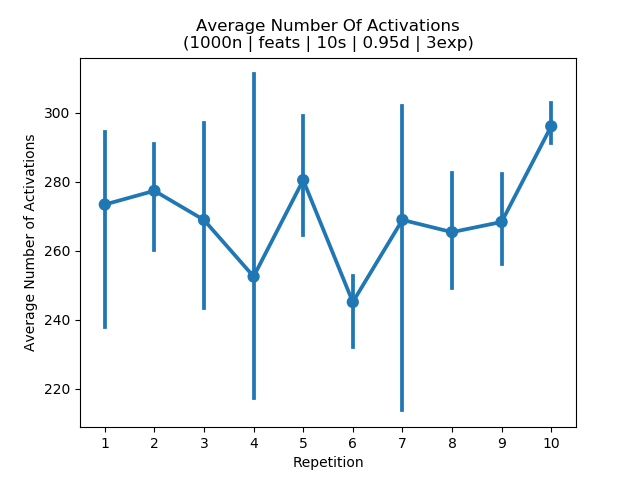 Average Number Of Activations
(1000n | feats | 10s | 0.95d | 3exp)
Average Number of Activations
300
280
260
240
220
1 2 3 4 5 6 7 8 9 10
Repetition